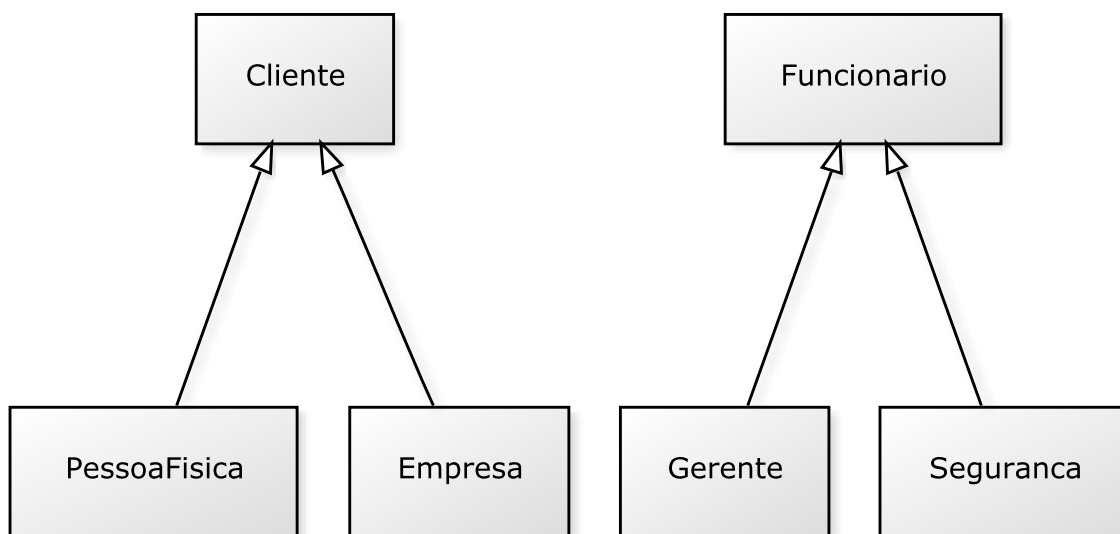 Cliente
Funcionario
PessoaFisica
Empresa
Gerente
Seguranca